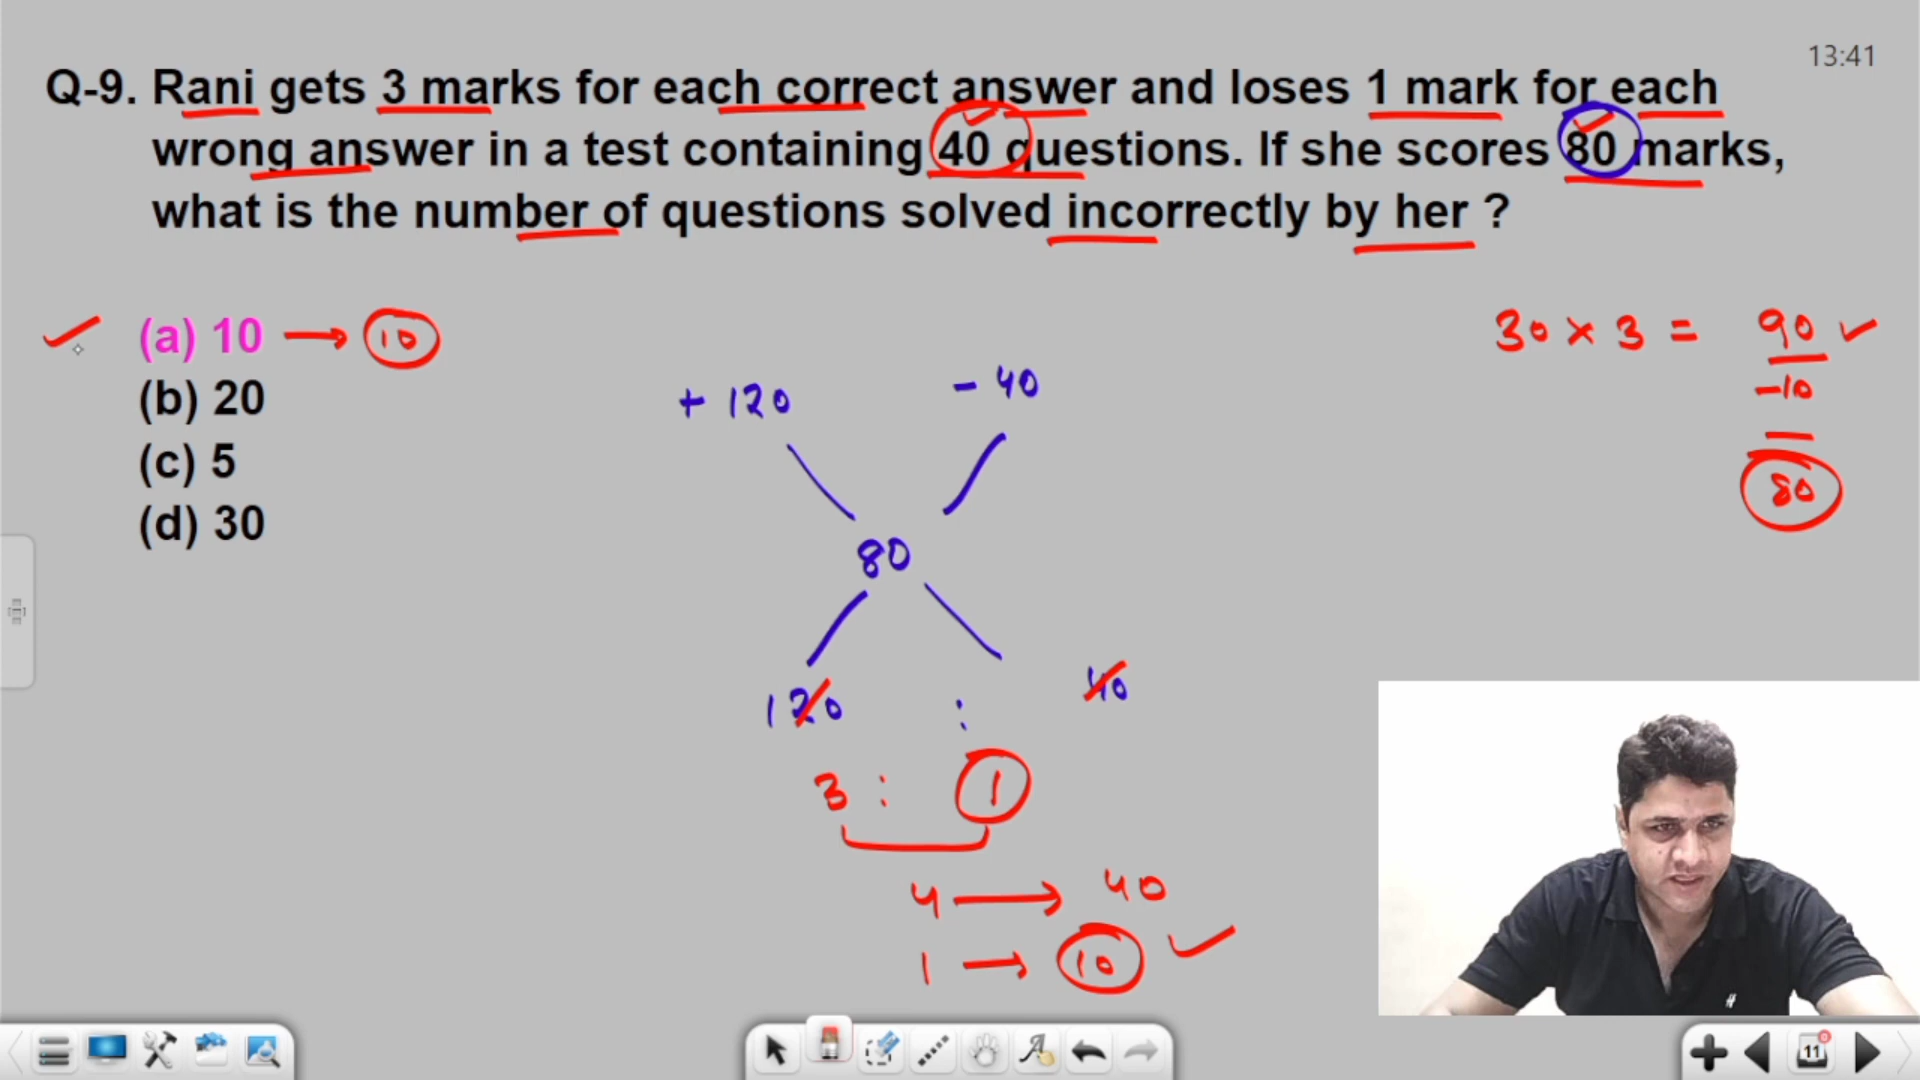 13:41
Q-9. Rani gets 3 marks for each correct answer and loses 1 mark for each
wrong answer in a test containing 40 questions. If she scores 80 marks,
what is the number of questions solved incorrectly by her ?
(a) 10 → 10
(b) 20
(c) 5
(d) 30
30 × 3 = 90
-10
80
+ 120 - 40
80
120 : 40
3 : 1
4 → 40
1 → 10
11